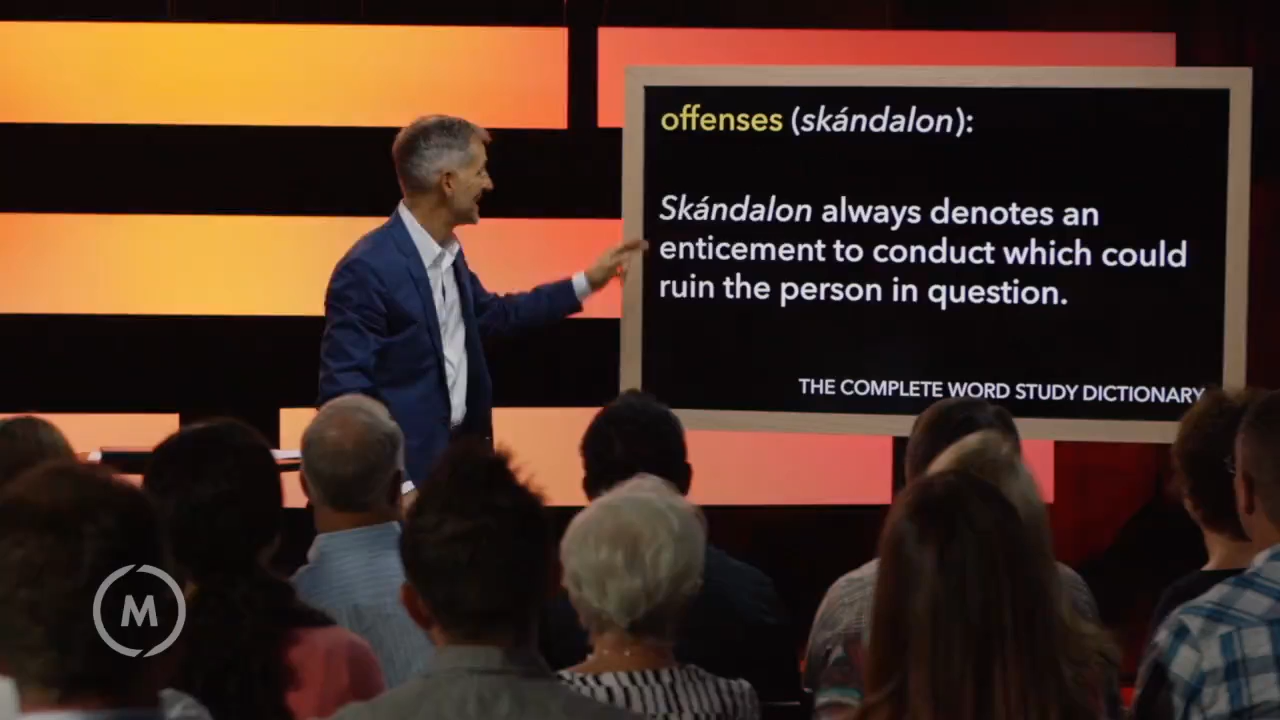 offenses (skándalon):
Skándalon always denotes an
enticement to conduct which could
ruin the person in question.
THE COMPLETE WORD STUDY DICTIONARY
M